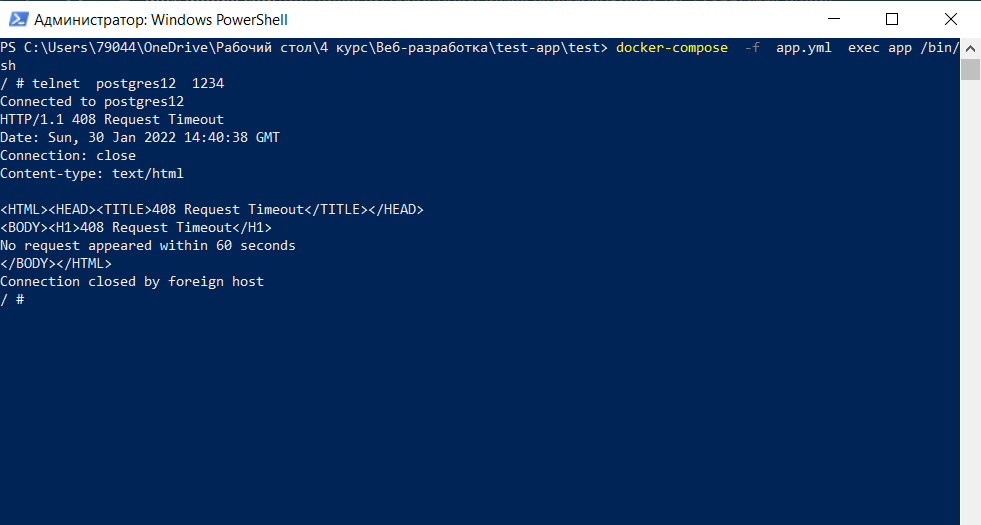 Администратор: Windows PowerShell
PS C:\Users\79044\OneDrive\Рабочий стол\4 курс\Веб-разработка\test-app\test> docker-compose  -f  app.yml  exec app /bin/
sh
/ # telnet  postgres12  1234
Connected to postgres12
HTTP/1.1 408 Request Timeout
Date: Sun, 30 Jan 2022 14:40:38 GMT
Connection: close
Content-type: text/html

<HTML><HEAD><TITLE>408 Request Timeout</TITLE></HEAD>
<BODY><H1>408 Request Timeout</H1>
No request appeared within 60 seconds
</BODY></HTML>
Connection closed by foreign host
/ #